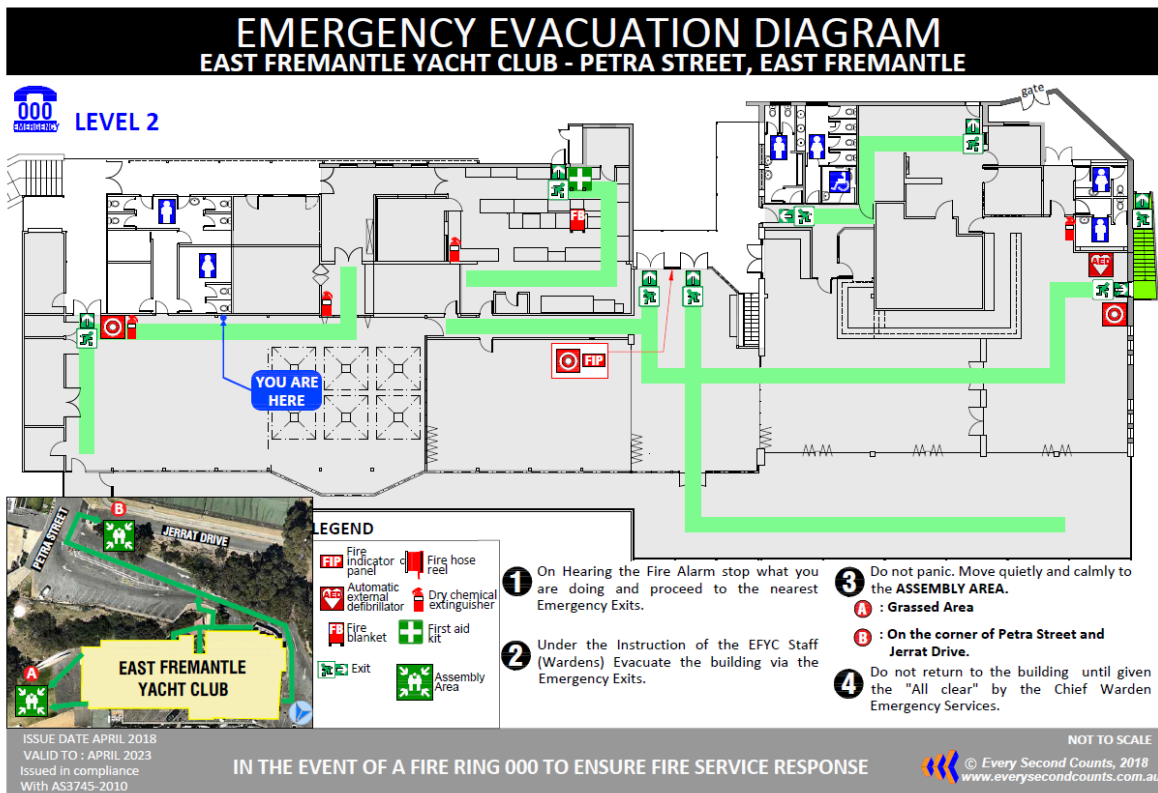 EMERGENCY EVACUATION DIAGRAM
EAST FREMANTLE YACHT CLUB - PETRA STREET, EAST FREMANTLE
000
EMERGENCY
LEVEL 2
gate
FB
AED
FIP
YOU ARE
HERE
B
PETRA STREET
JERRAT DRIVE
A
EAST FREMANTLE
YACHT CLUB
LEGEND
FIP
Fire
indicator
panel
Fire hose
reel
AED
Automatic
external
defibrillator
Dry chemical
extinguisher
FB
Fire
blanket
First aid
kit
Exit
Assembly
Area
1
On Hearing the Fire Alarm stop what you
are doing and proceed to the nearest
Emergency Exits.
2
Under the Instruction of the EFYC Staff
(Wardens) Evacuate the building via the
Emergency Exits.
3
Do not panic. Move quietly and calmly to
the ASSEMBLY AREA.
A : Grassed Area
B : On the corner of Petra Street and
Jerrat Drive.
4
Do not return to the building until given
the "All clear" by the Chief Warden
Emergency Services.
ISSUE DATE APRIL 2018
VALID TO : APRIL 2023
Issued in compliance
With AS3745-2010
IN THE EVENT OF A FIRE RING 000 TO ENSURE FIRE SERVICE RESPONSE
NOT TO SCALE
© Every Second Counts, 2018
www.everysecondcounts.com.au